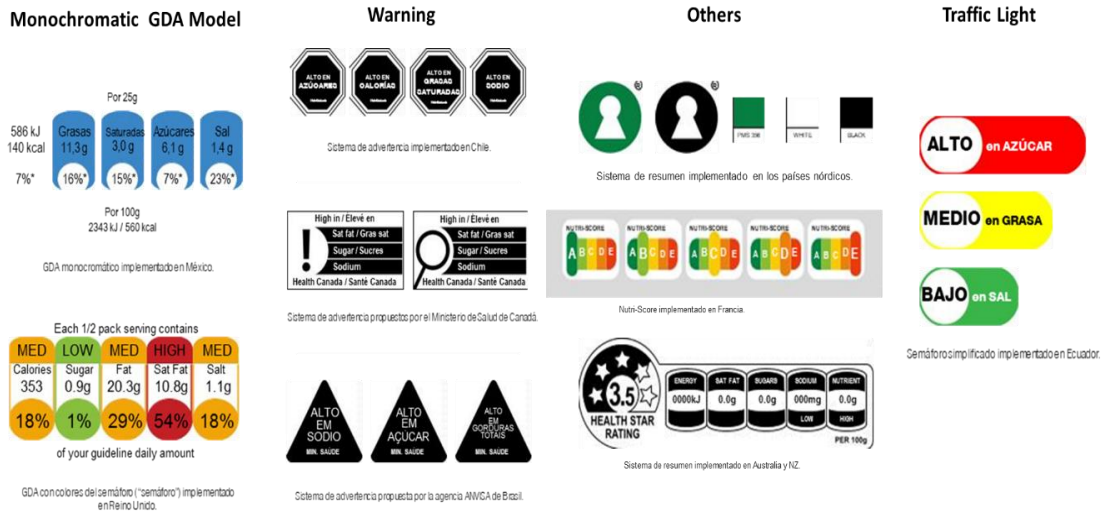 Monochromatic GDA Model
Por 25g
586 kJ
140 kcal
7%*
Grasas
11,3 g
16%*
Saturadas
3,0 g
15%*
Azúcares
6,1 g
7%*
Sal
1,4 g
23%*
Por 100g
2343 kJ / 560 kcal
GDA monocromático implementado en México.
Each 1/2 pack serving contains
MED
Calories
353
18%
LOW
Sugar
0.9g
1%
MED
Fat
20.3g
29%
HIGH
Sat Fat
10.8g
54%
MED
Salt
1.1g
18%
of your guideline daily amount
GDA con colores del semáforo ("semáforo") implementado
en Reino Unido.
Warning
ALTO EN
AZÚCARES
ALTO EN
CALORÍAS
ALTO EN
GRASAS
SATURADAS
ALTO EN
SODIO
Sistema de advertencia implementado en Chile.
High in / Élevé en
Sat fat / Gras sat
Sugar / Sucres
Sodium
Health Canada / Santé Canada
High in / Élevé en
Sat fat / Gras sat
Sugar / Sucres
Sodium
Health Canada / Santé Canada
Sistema de advertencia propuestos por el Ministerio de Salud de Canadá.
ALTO
EM
SODIO
MIN. SAÚDE
ALTO
EM
AÇÚCAR
MIN. SAÚDE
ALTO
EM
GORDURAS
TOTAIS
MIN. SAÚDE
Sistema de advertencia propuesta por la agencia ANVISA de Brasil.
Others
PMS 356
WHITE
BLACK
Sistema de resumen implementado en los países nórdicos.
NUTRI-SCORE
A B C D E
NUTRI-SCORE
A B C D E
NUTRI-SCORE
A B C D E
NUTRI-SCORE
A B C D E
NUTRI-SCORE
A B C D E
Nutri-Score implementado en Francia.
3.5
HEALTH STAR
RATING
ENERGY
0000kJ
SAT FAT
0.0g
SUGARS
0.0g
SODIUM
000mg
LOW
NUTRIENT
0.0g
HIGH
PER 100g
Sistema de resumen implementado en Australia y NZ.
Traffic Light
ALTO en AZÚCAR
MEDIO en GRASA
BAJO en SAL
Semáforo simplificado implementado en Ecuador.